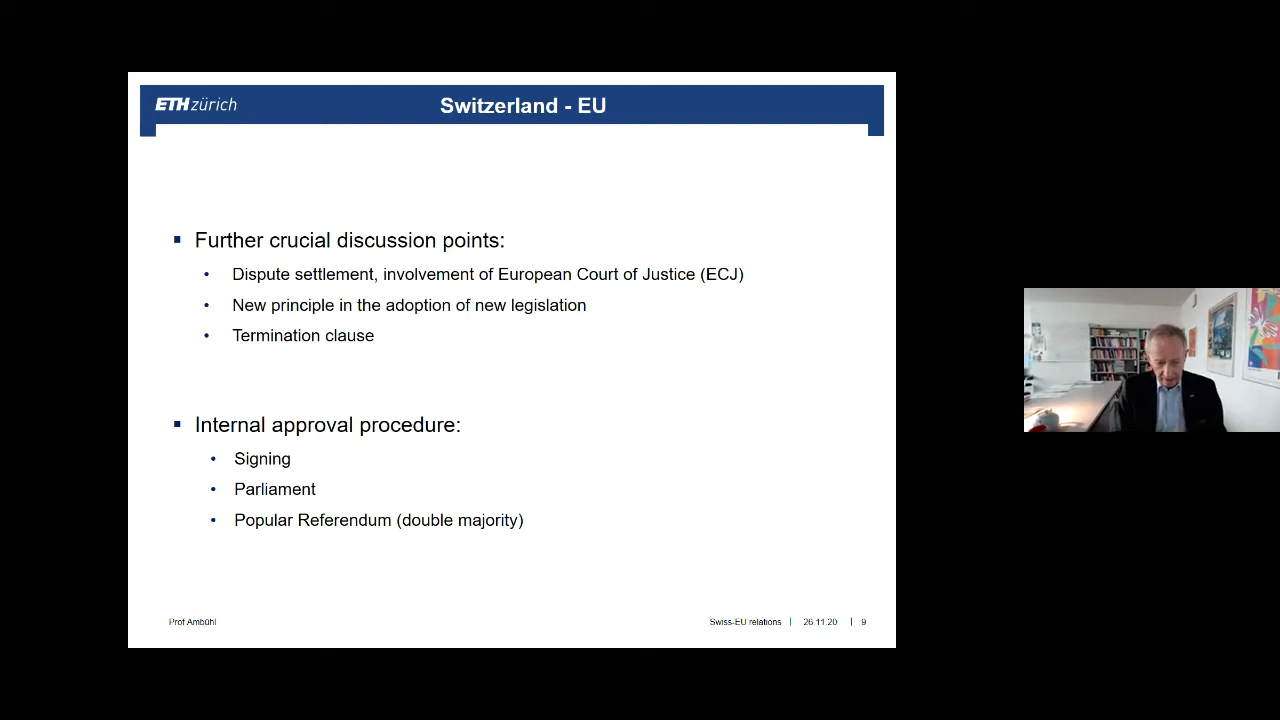 ETH zürich
Switzerland - EU
Further crucial discussion points:
Dispute settlement, involvement of European Court of Justice (ECJ)
New principle in the adoption of new legislation
Termination clause
Internal approval procedure:
Signing
Parliament
Popular Referendum (double majority)
Prof Ambühl
Swiss-EU relations | 26.11.20 | 9